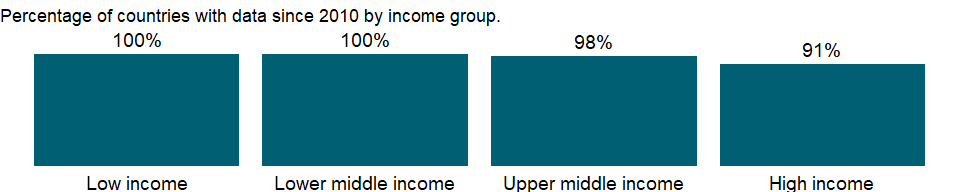 Percentage of countries with data since 2010 by income group.
100% 100% 98% 91%
Low income Lower middle income Upper middle income High income